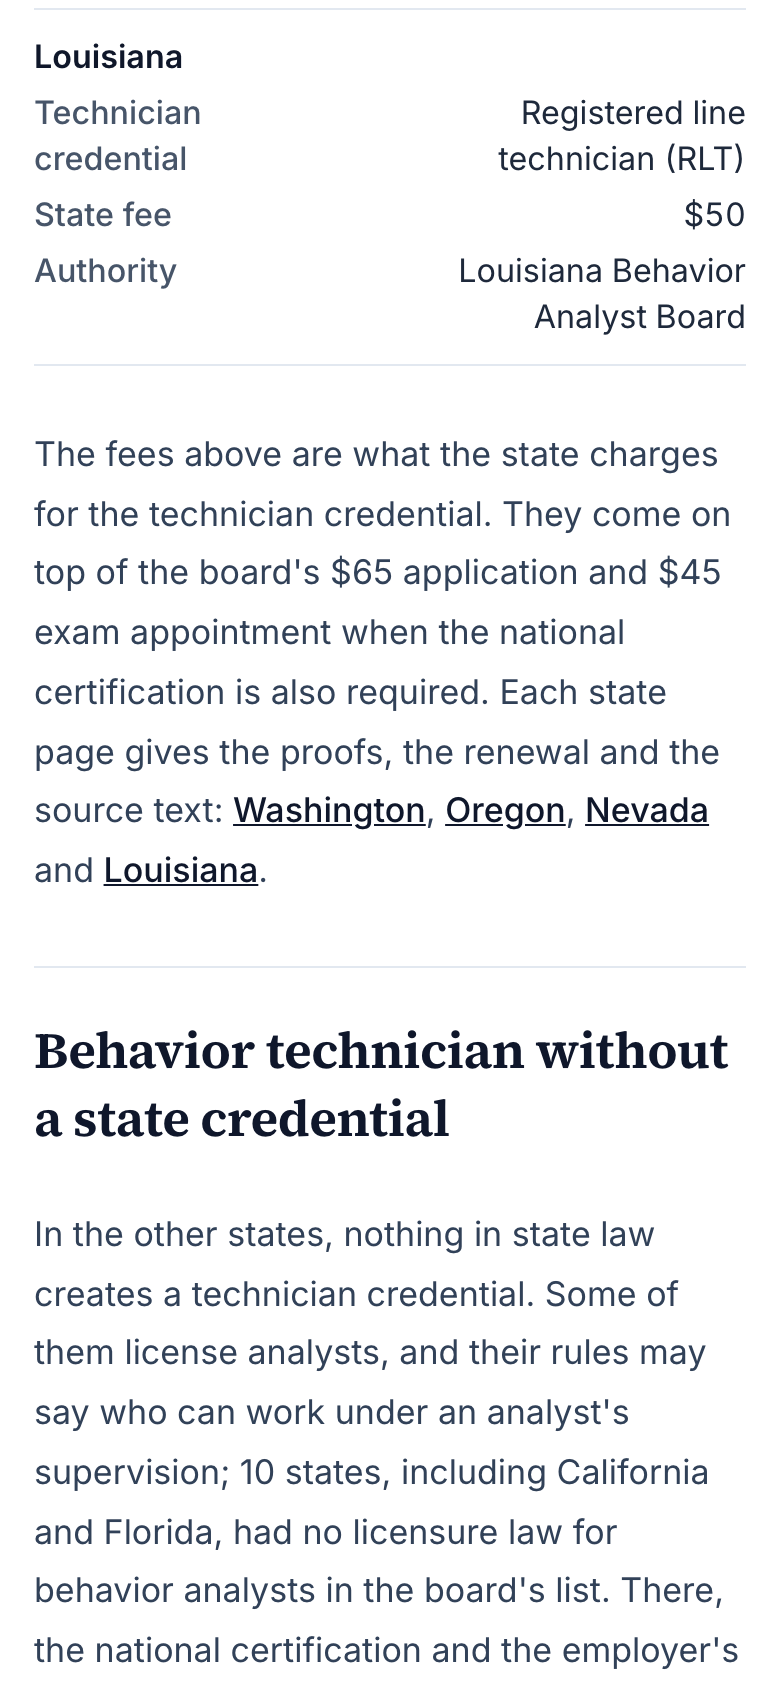 Louisiana
Technician credential
Registered line technician (RLT)
State fee
$50
Authority
Louisiana Behavior Analyst Board
The fees above are what the state charges
for the technician credential. They come on
top of the board's $65 application and $45
exam appointment when the national
certification is also required. Each state
page gives the proofs, the renewal and the
source text: Washington, Oregon, Nevada
and Louisiana.
Behavior technician without
a state credential
In the other states, nothing in state law
creates a technician credential. Some of
them license analysts, and their rules may
say who can work under an analyst's
supervision; 10 states, including California
and Florida, had no licensure law for
behavior analysts in the board's list. There,
the national certification and the employer's